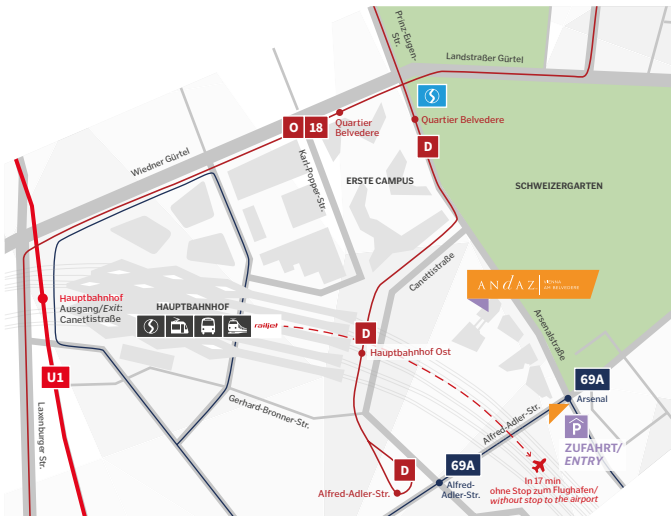 Prinz-Eugen-
Str.
Landstraßer Gürtel
Quartier
Belvedere
O
18
Quartier Belvedere
D
Wiedner Gürtel
Karl-Popper-Str.
ERSTE CAMPUS
SCHWEIZERGARTEN
Canettistraße
ANDAZ
VIENNA
AM BELVEDERE
Hauptbahnhof
Ausgang/Exit:
Canettistraße
HAUPTBAHNHOF
railjet
D
Hauptbahnhof Ost
Arsenalstraße
U1
69A
Arsenal
Laxenburger Str.
Gerhard-Bronner-Str.
Alfred-Adler-Str.
P
ZUFAHRT/
ENTRY
D
69A
Alfred-Adler-Str.
Alfred-
Adler-Str.
In 17 min
ohne Stop zum Flughafen/
without stop to the airport